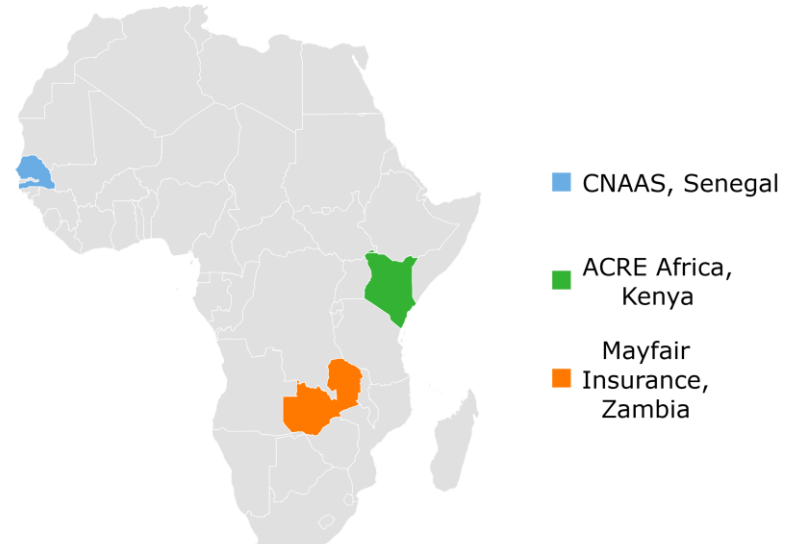 CNAAS, Senegal
ACRE Africa,
Kenya
Mayfair
Insurance,
Zambia